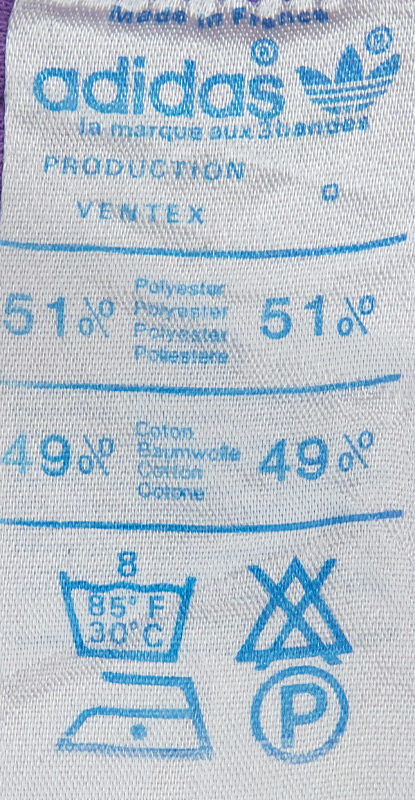 Made in France
adidas®
®
la marque aux 3 bandes
PRODUCTION
VENTEX
51% Polyester 51%
Polyester
Polyester
Poliestere
49% Coton 49%
Baumwolle
Cotton
Cotone
8
85° F
30° C
P